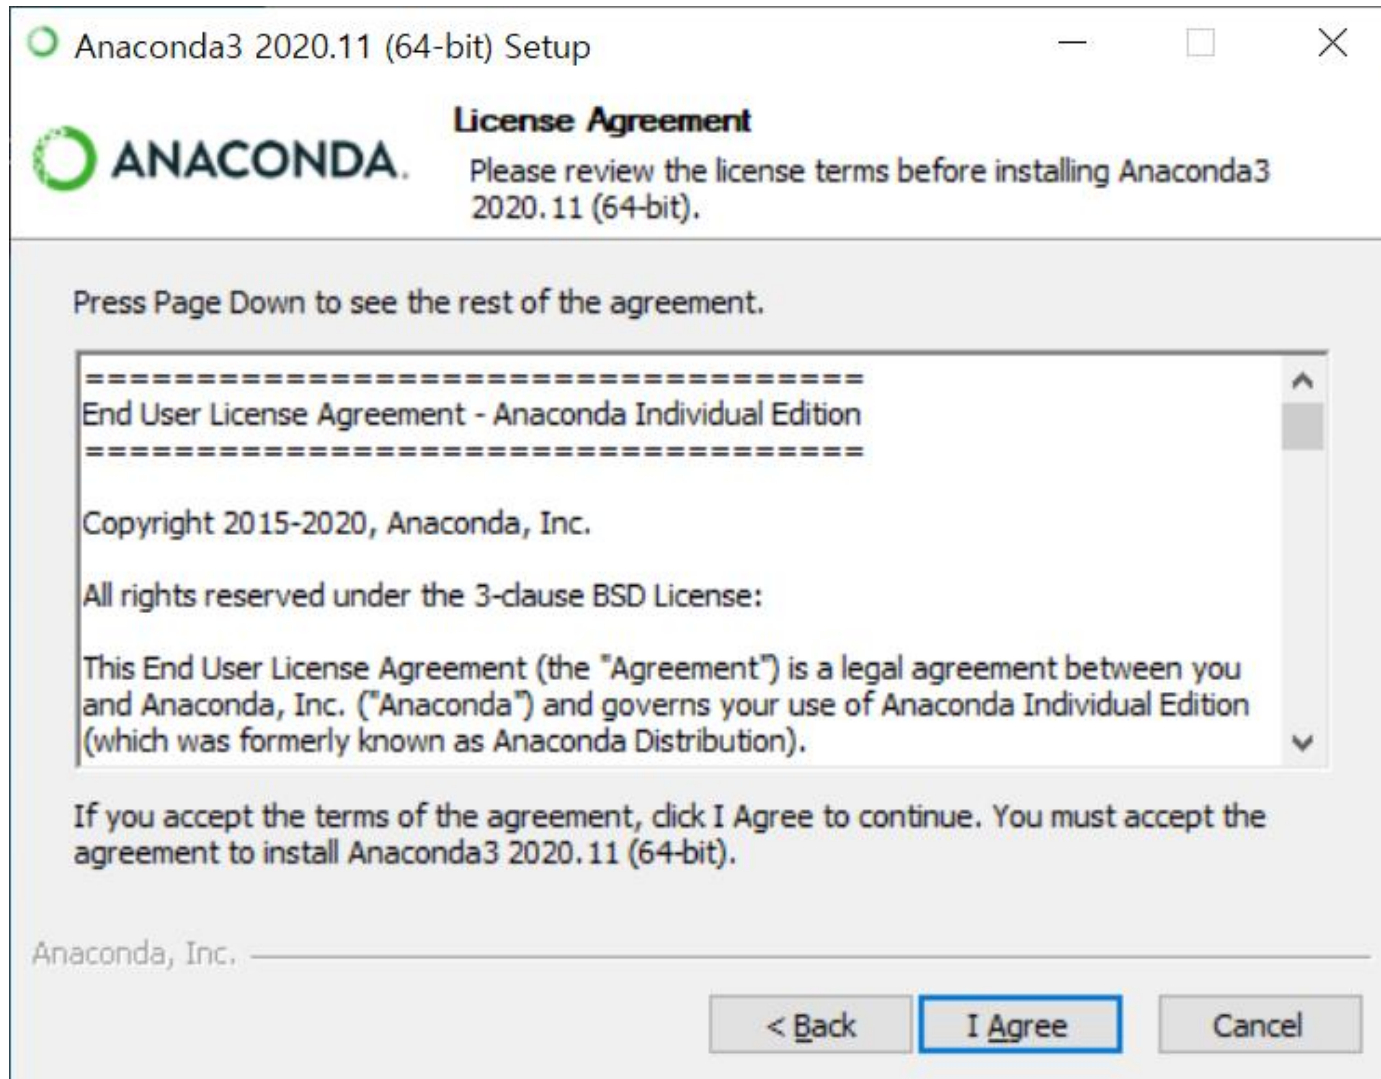 Anaconda3 2020.11 (64-bit) Setup
ANACONDA.
License Agreement
Please review the license terms before installing Anaconda3
2020.11 (64-bit).
Press Page Down to see the rest of the agreement.
===================================
End User License Agreement - Anaconda Individual Edition
===================================
Copyright 2015-2020, Anaconda, Inc.
All rights reserved under the 3-clause BSD License:
This End User License Agreement (the "Agreement") is a legal agreement between you
and Anaconda, Inc. ("Anaconda") and governs your use of Anaconda Individual Edition
(which was formerly known as Anaconda Distribution).
If you accept the terms of the agreement, click I Agree to continue. You must accept the
agreement to install Anaconda3 2020.11 (64-bit).
Anaconda, Inc.
< Back
I Agree
Cancel